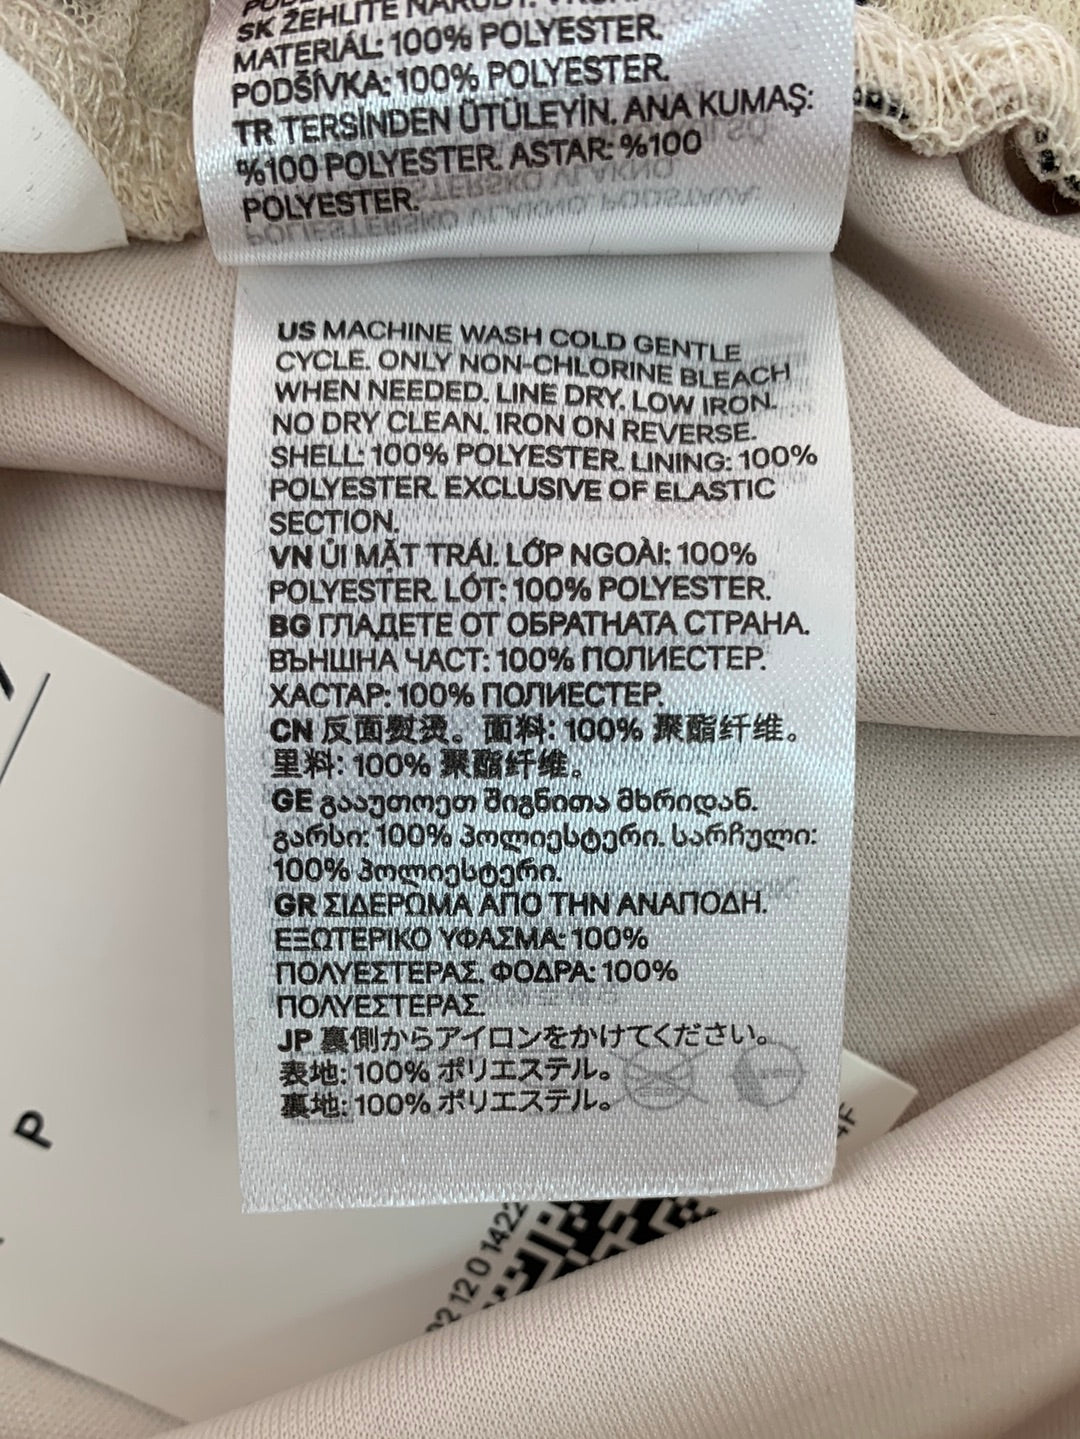 SK ŽEHLITE NARUBY.
MATERIÁL: 100% POLYESTER.
PODŠÍVKA: 100% POLYESTER.
TR TERSİNDEN ÜTÜLEYİN. ANA KUMAŞ:
%100 POLYESTER. ASTAR: %100
POLYESTER.
US MACHINE WASH COLD GENTLE
CYCLE. ONLY NON-CHLORINE BLEACH
WHEN NEEDED. LINE DRY. LOW IRON.
NO DRY CLEAN. IRON ON REVERSE.
SHELL: 100% POLYESTER. LINING: 100%
POLYESTER. EXCLUSIVE OF ELASTIC
SECTION.
VN ỦI MẶT TRÁI. LỚP NGOÀI: 100%
POLYESTER. LÓT: 100% POLYESTER.
BG ГЛАДЕТЕ ОТ ОБРАТНАТА СТРАНА.
ВЪНШНА ЧАСТ: 100% ПОЛИЕСТЕР.
ХАСТАР: 100% ПОЛИЕСТЕР.
CN 反面熨烫。面料: 100% 聚酯纤维。
里料: 100% 聚酯纤维。
GE გააუთოეთ შიგნითა მხრიდან.
გარსი: 100% პოლიესტერი. სარჩული:
100% პოლიესტერი.
GR ΣΙΔΕΡΩΜΑ ΑΠΟ ΤΗΝ ΑΝΑΠΟΔΗ.
ΕΞΩΤΕΡΙΚΟ ΥΦΑΣΜΑ: 100%
ΠΟΛΥΕΣΤΕΡΑΣ. ΦΟΔΡΑ: 100%
ΠΟΛΥΕΣΤΕΡΑΣ.
JP 裏側からアイロンをかけてください。
表地: 100% ポリエステル。
裏地: 100% ポリエステル。
P
4F
12 0 1422